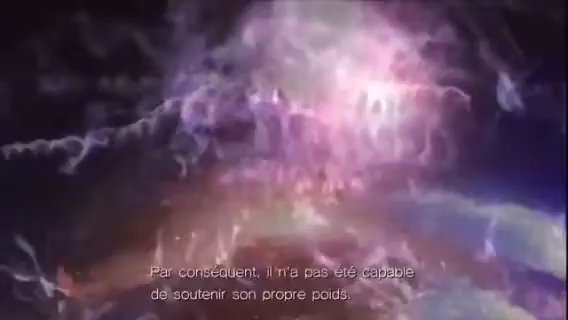 Par conséquent, il n'a pas été capable
de soutenir son propre poids.